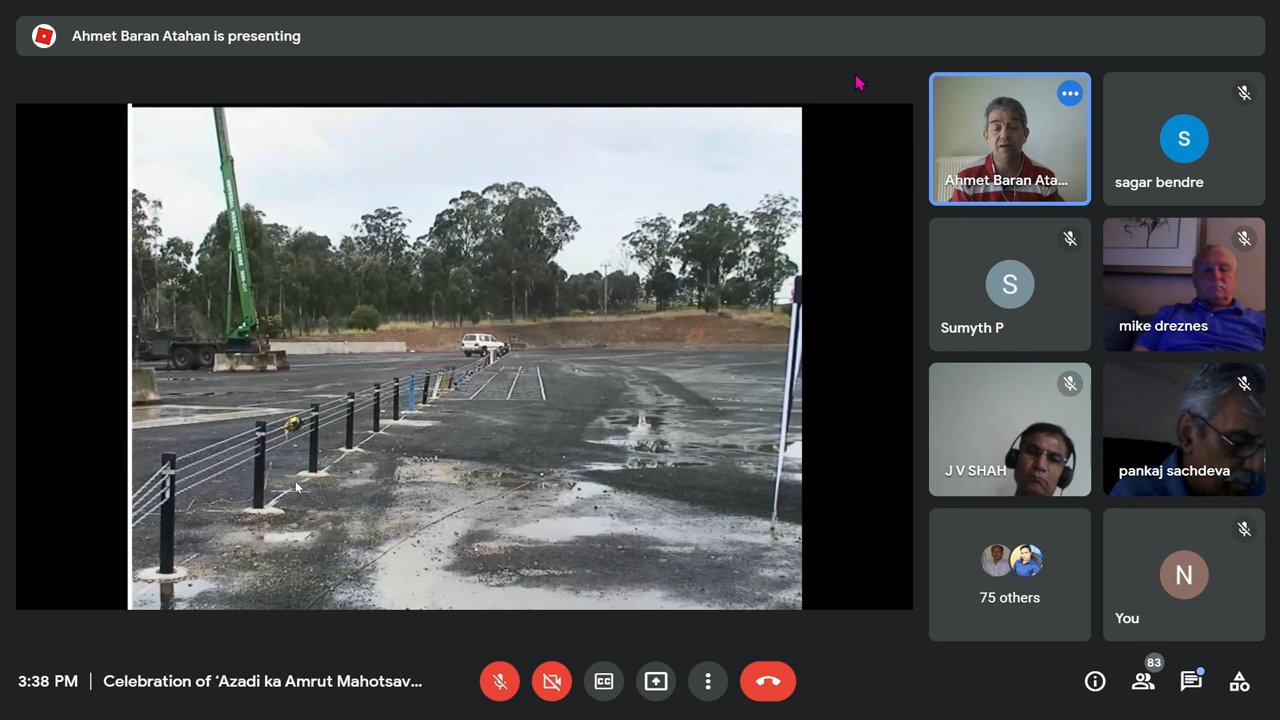 Ahmet Baran Atahan is presenting
Ahmet Baran Ata...
S
sagar bendre
S
Sumyth P
mike dreznes
J V SHAH
pankaj sachdeva
75 others
N
You
3:38 PM | Celebration of ‘Azadi ka Amrut Mahotsav...
CC
83